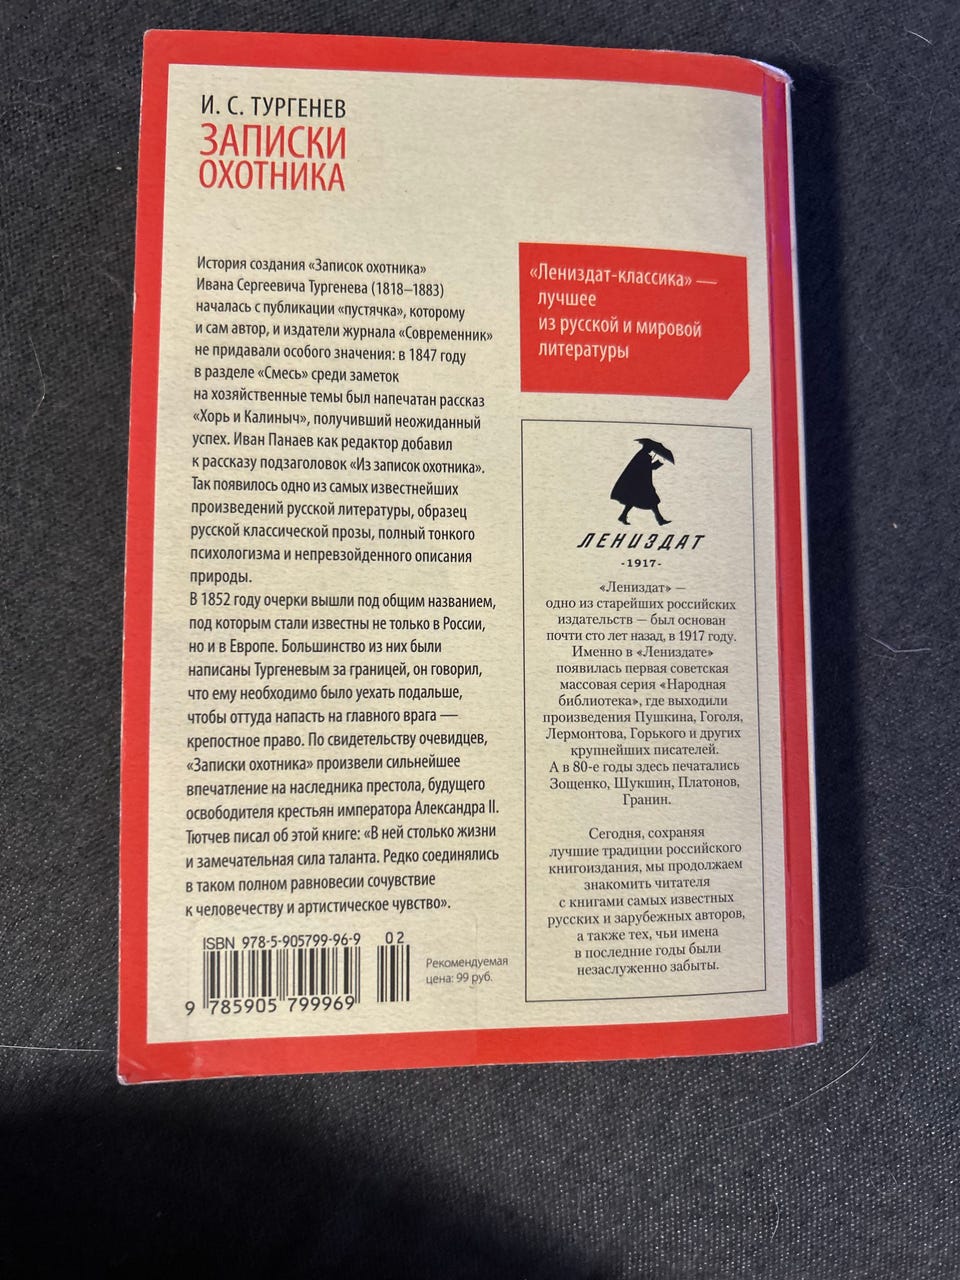 И. С. ТУРГЕНЕВ
ЗАПИСКИ
ОХОТНИКА
История создания «Записок охотника»
Ивана Сергеевича Тургенева (1818–1883)
началась с публикации «пустячка», которому
и сам автор, и издатели журнала «Современник»
не придавали особого значения: в 1847 году
в разделе «Смесь» среди заметок
на хозяйственные темы был напечатан рассказ
«Хорь и Калиныч», получивший неожиданный
успех. Иван Панаев как редактор добавил
к рассказу подзаголовок «Из записок охотника».
Так появилось одно из самых известнейших
произведений русской литературы, образец
русской классической прозы, полный тонкого
психологизма и непревзойденного описания
природы.
В 1852 году очерки вышли под общим названием,
под которым стали известны не только в России,
но и в Европе. Большинство из них были
написаны Тургеневым за границей, он говорил,
что ему необходимо было уехать подальше,
чтобы оттуда напасть на главного врага —
крепостное право. По свидетельству очевидцев,
«Записки охотника» произвели сильнейшее
впечатление на наследника престола, будущего
освободителя крестьян императора Александра II.
Тютчев писал об этой книге: «В ней столько жизни
и замечательная сила таланта. Редко соединялись
в таком полном равновесии сочувствие
к человечеству и артистическое чувство».
ISBN 978-5-905799-96-9
02
9 785905 799969
Рекомендуемая
цена: 99 руб.
«Лениздат-классика» —
лучшее
из русской и мировой
литературы
ЛЕНИЗДАТ
-1917-
«Лениздат» —
одно из старейших российских
издательств — был основан
почти сто лет назад, в 1917 году.
Именно в «Лениздате»
появилась первая советская
массовая серия «Народная
библиотека», где выходили
произведения Пушкина, Гоголя,
Лермонтова, Горького и других
крупнейших писателей.
А в 80-е годы здесь печатались
Зощенко, Шукшин, Платонов,
Гранин.
Сегодня, сохраняя
лучшие традиции российского
книгоиздания, мы продолжаем
знакомить читателя
с книгами самых известных
русских и зарубежных авторов,
а также тех, чьи имена
в последние годы были
незаслуженно забыты.